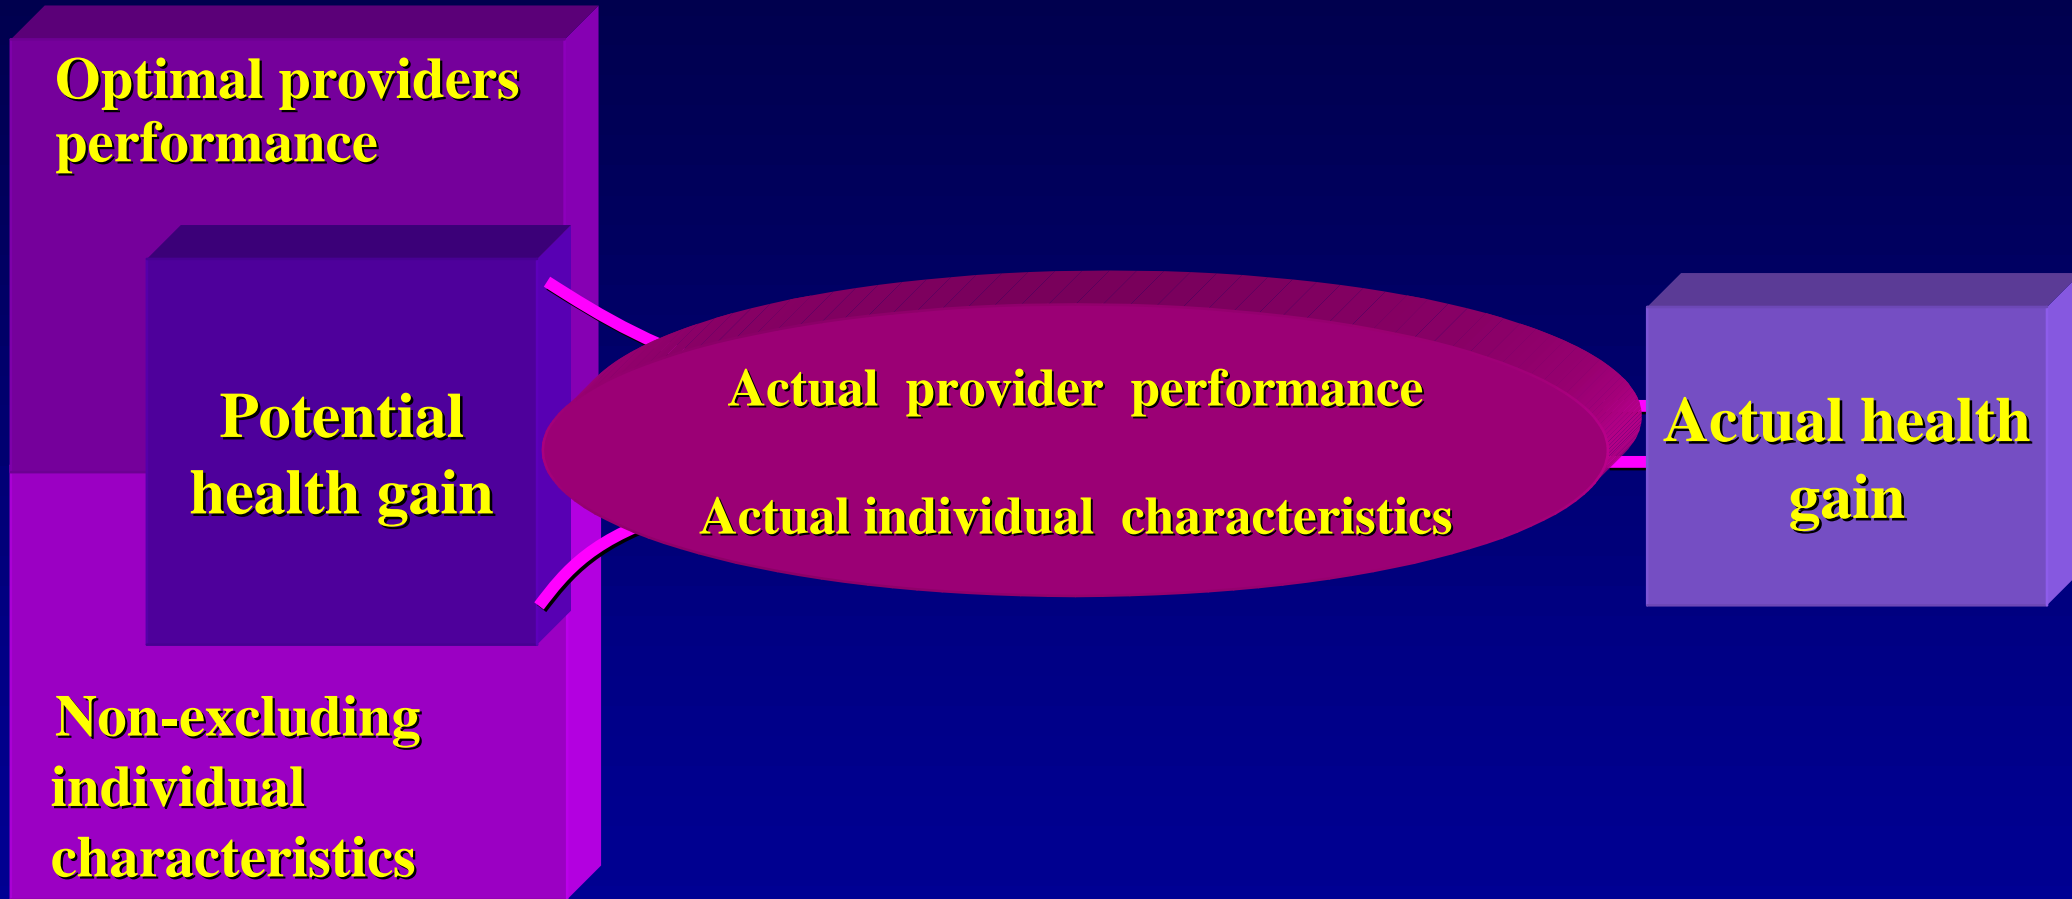 Optimal providers
performance
Potential
health gain
Non-excluding
individual
characteristics
Actual provider performance
Actual individual characteristics
Actual health
gain